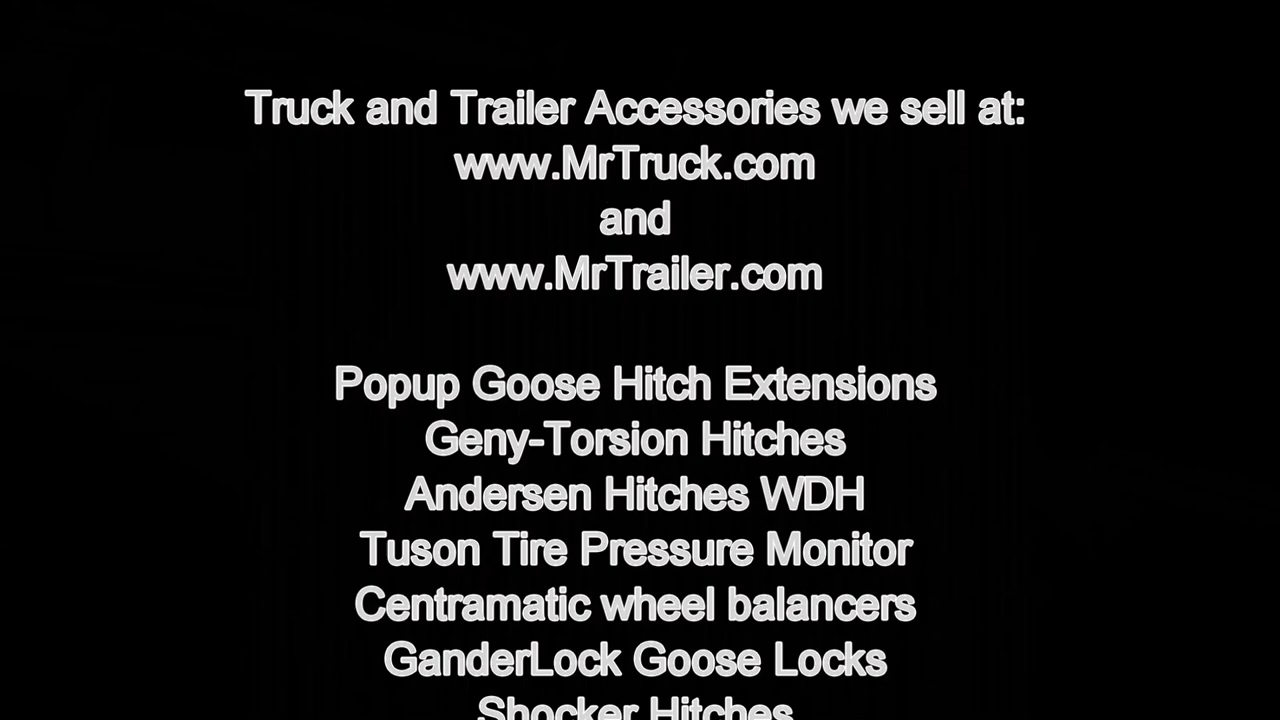 Truck and Trailer Accessories we sell at:
www.MrTruck.com
and
www.MrTrailer.com
Popup Goose Hitch Extensions
Geny-Torsion Hitches
Andersen Hitches WDH
Tuson Tire Pressure Monitor
Centramatic wheel balancers
GanderLock Goose Locks
Shocker Hitches